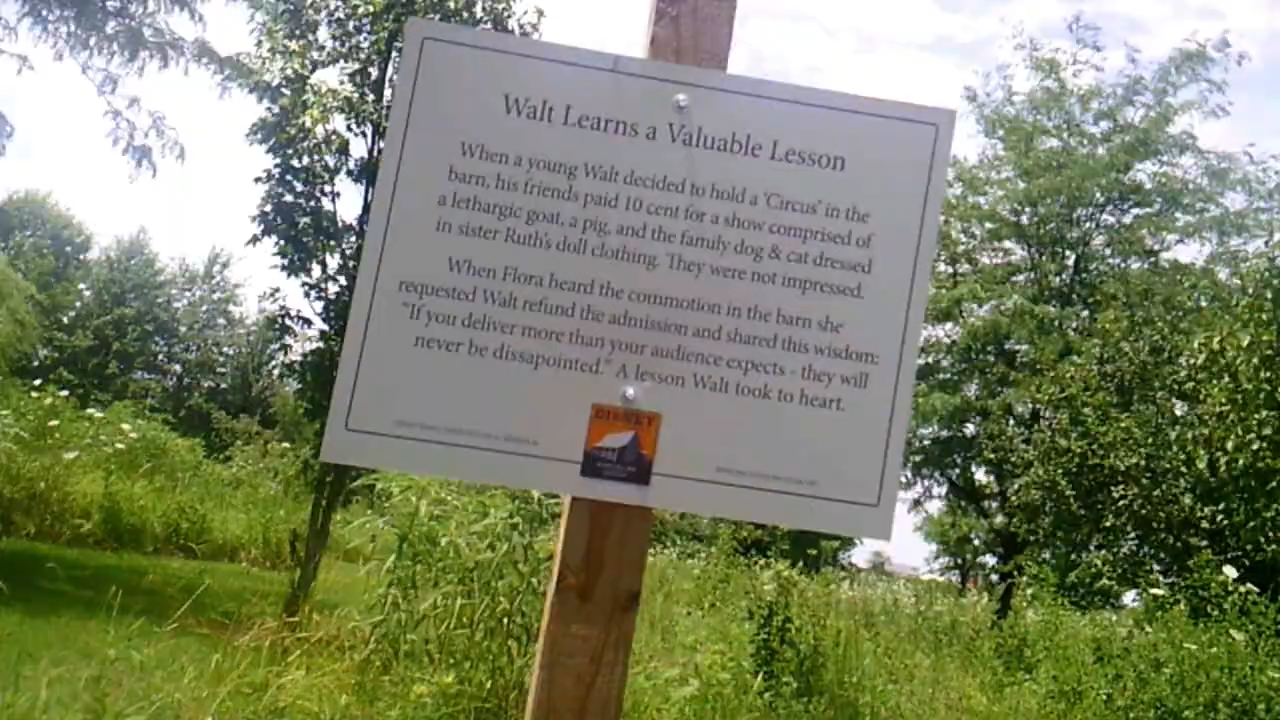 Walt Learns a Valuable Lesson
When a young Walt decided to hold a 'Circus' in the
barn, his friends paid 10 cent for a show comprised of
a lethargic goat, a pig, and the family dog & cat dressed
in sister Ruth's doll clothing. They were not impressed.
When Flora heard the commotion in the barn she
requested Walt refund the admission and shared this wisdom:
"If you deliver more than your audience expects - they will
never be dissapointed." A lesson Walt took to heart.
DISNEY